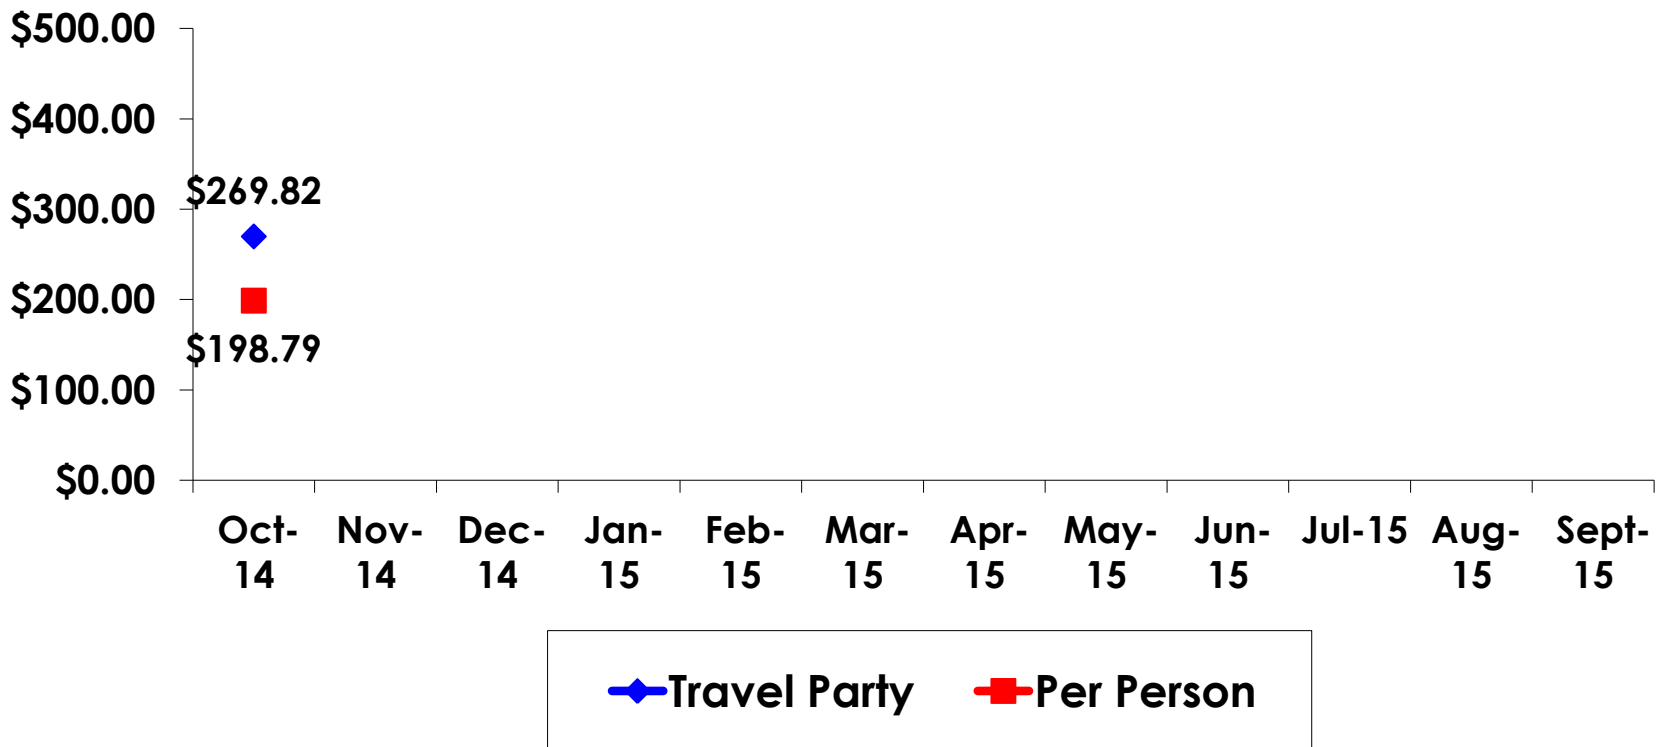 $500.00
$400.00
$300.00
$200.00
$100.00
$0.00
$269.82
$198.79
Oct- Nov- Dec- Jan- Feb- Mar- Apr- May- Jun- Jul-15 Aug- Sept-
14 14 14 15 15 15 15 15 15 15 15
Travel Party Per Person